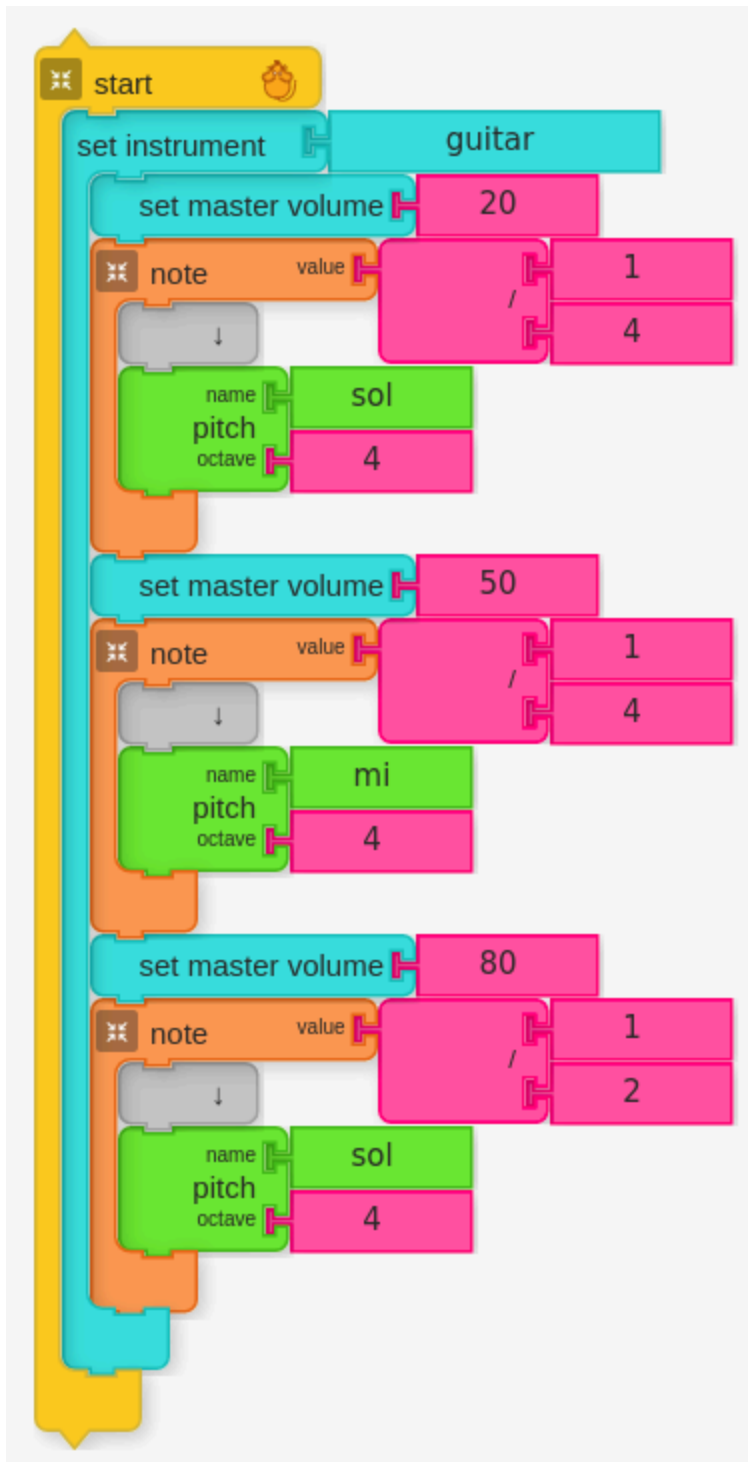 start
set instrument guitar
set master volume 20
note value / 1
4
↓
name sol
pitch
octave 4
set master volume 50
note value / 1
4
↓
name mi
pitch
octave 4
set master volume 80
note value / 1
2
↓
name sol
pitch
octave 4